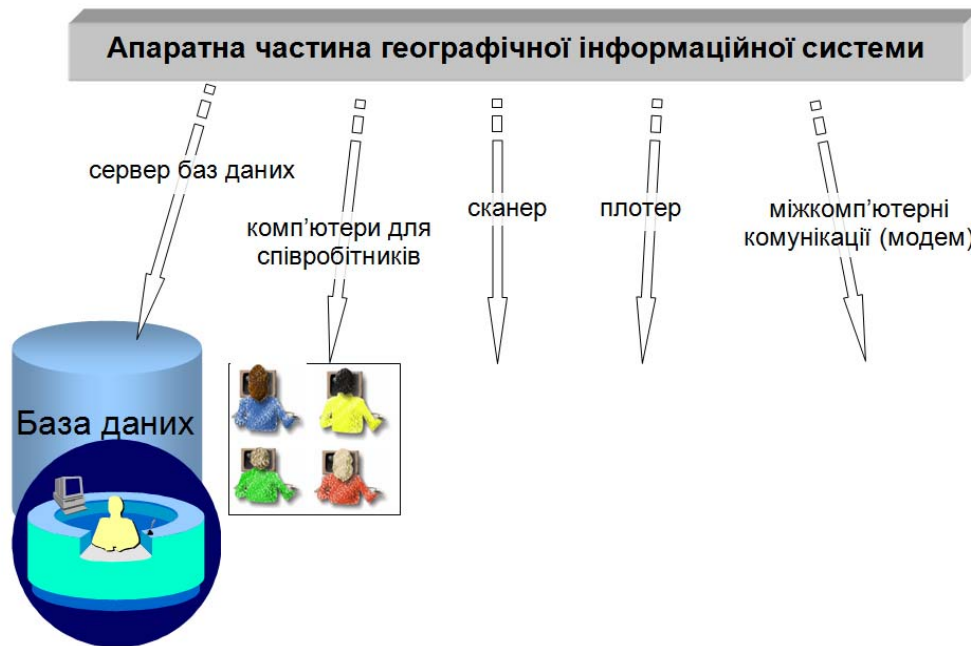 Апаратна частина географічної інформаційної системи
сервер баз даних
комп’ютери для
співробітників
сканер
плотер
міжкомп’ютерні
комунікації (модем)
База даних